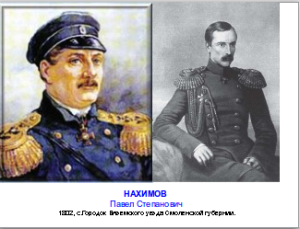 НАХИМОВ
Павел Степанович
1802, с.Городок Вяземского уезда Смоленской губернии.